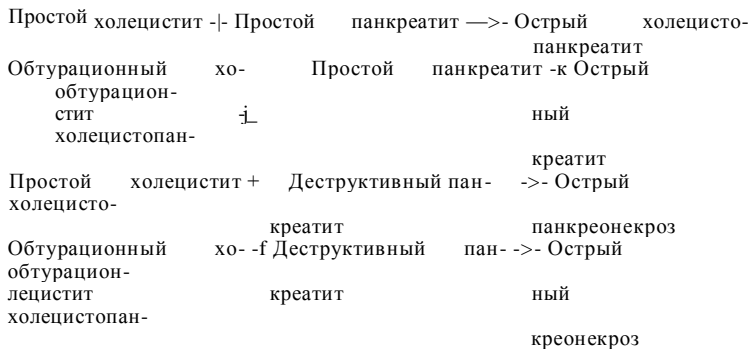 Простой холецистит -|- Простой панкреатит —>- Острый холецисто-
панкреатит
Обтурационный хо- Простой панкреатит -к Острый
обтурацион-
стит -j_ ный
холецистопан-
креатит
Простой холецистит + Деструктивный пан- ->- Острый
холецисто-
креатит панкреонекроз
Обтурационный хо- -f Деструктивный пан- ->- Острый
обтурацион-
лецистит креатит ный
холецистопан-
креонекроз